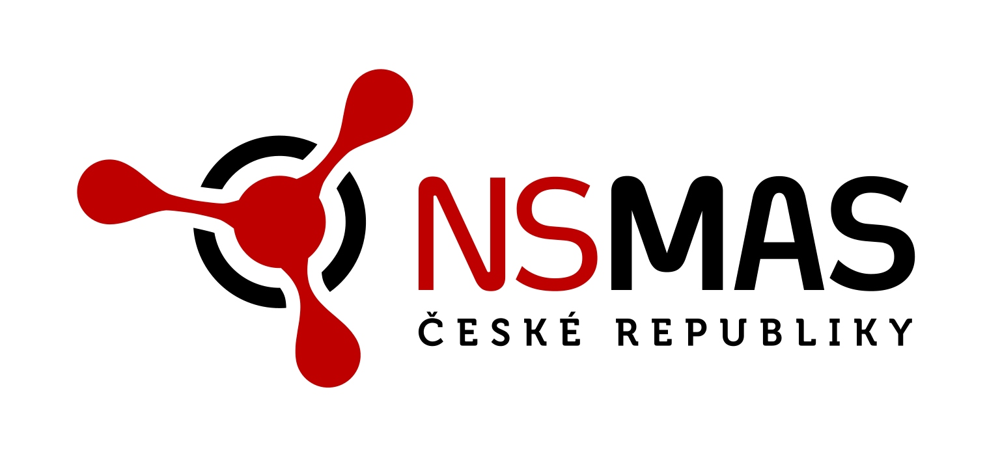 NSMAS
ČESKÉ REPUBLIKY